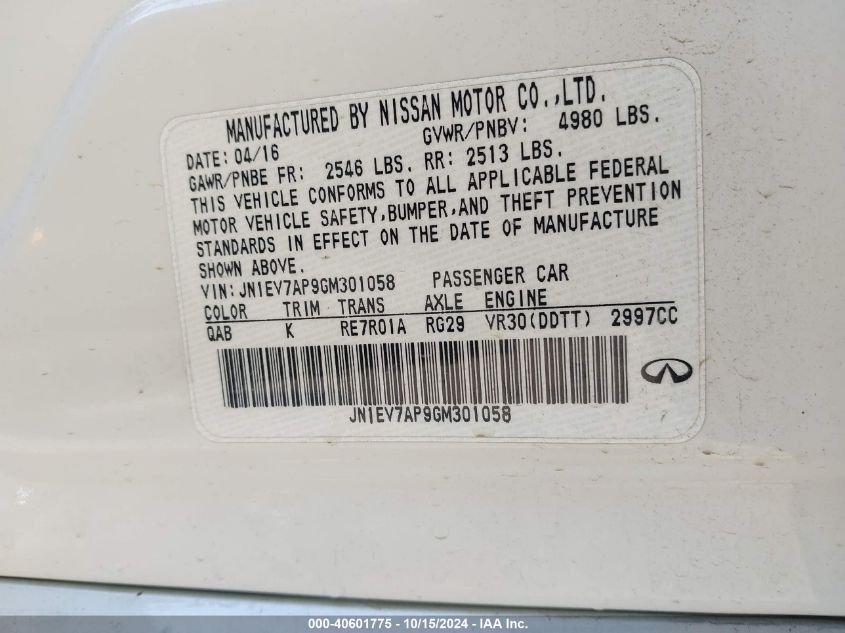 MANUFACTURED BY NISSAN MOTOR CO.,LTD.
DATE: 04/16 GVWR/PNBV: 4980 LBS.
GAWR/PNBE FR: 2546 LBS. RR: 2513 LBS.
THIS VEHICLE CONFORMS TO ALL APPLICABLE FEDERAL
MOTOR VEHICLE SAFETY,BUMPER,AND THEFT PREVENTION
STANDARDS IN EFFECT ON THE DATE OF MANUFACTURE
SHOWN ABOVE.
VIN: JN1EV7AP9GM301058 PASSENGER CAR
COLOR TRIM TRANS AXLE ENGINE
QAB K RE7R01A RG29 VR30(DDTT) 2997CC
JN1EV7AP9GM301058
000-40601775 - 10/15/2024 - IAA Inc.